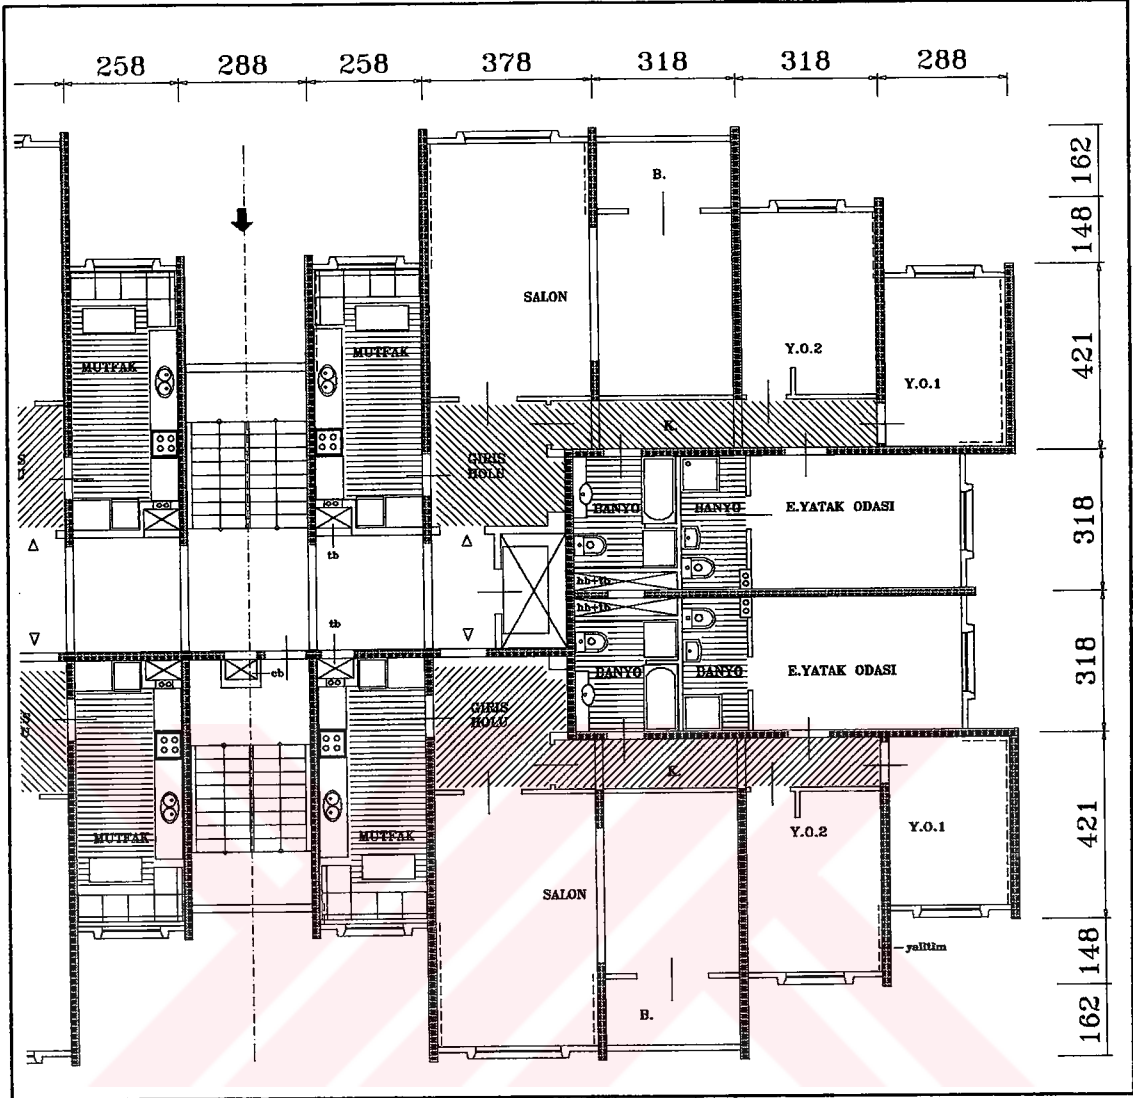 258 288 258 378 318 318 288
162
148
421
318
318
421
148
162
B.
SALON
MUTFAK
MUTFAK
Y.O.2
Y.O.1
K.
GIRIS
HOLU
BANYO
BANYO
E.YATAK ODASI
tb
hb+tb
hb+tb
tb
cb
BANYO
BANYO
E.YATAK ODASI
GIRIS
HOLU
K.
MUTFAK
MUTFAK
Y.O.2
Y.O.1
SALON
yalitim
B.